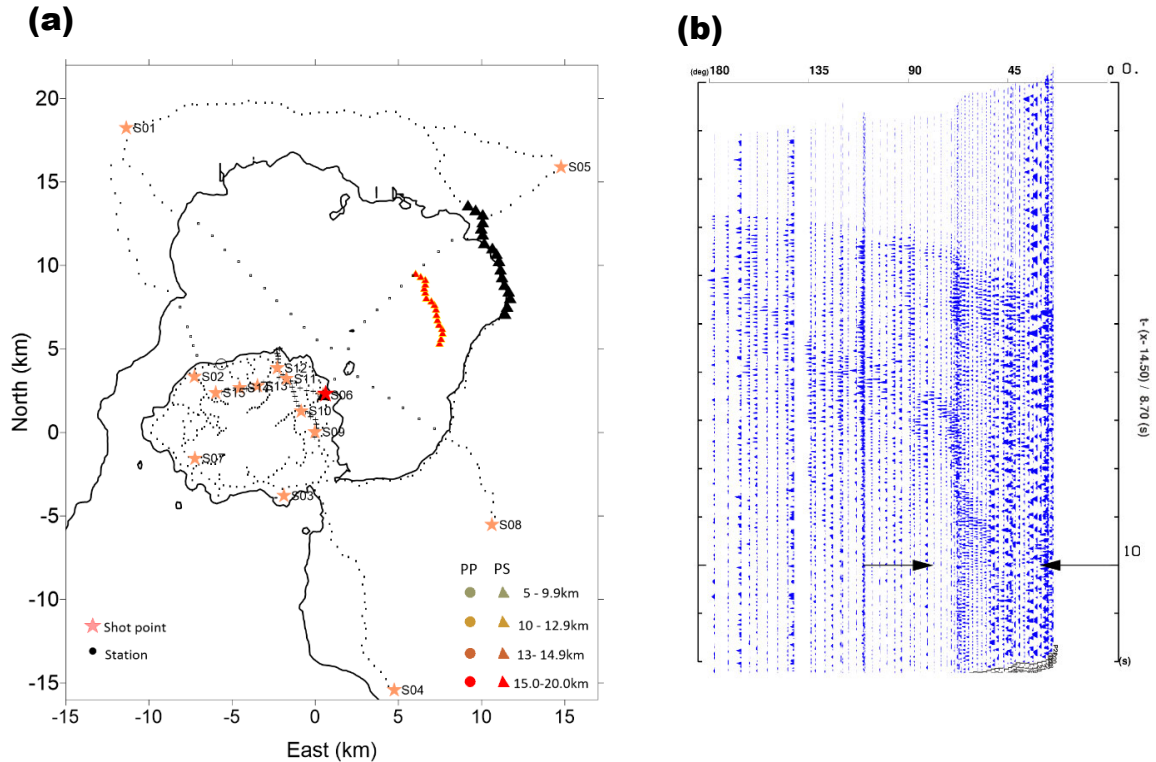 (a)
20
15
10
5
0
-5
-10
-15
-15
-10
-5
0
5
10
15
North (km)
East (km)
S01
S05
S02
S12
S11
S15
S14
S13
S06
S10
S09
S07
S03
S08
S04
Shot point
Station
PP PS
5 - 9.9km
10 - 12.9km
13- 14.9km
15.0-20.0km
(b)
(deg) 180 135 90 45 0
0.
10
(s)
t-(x- 14.50) / 8.70 (s)